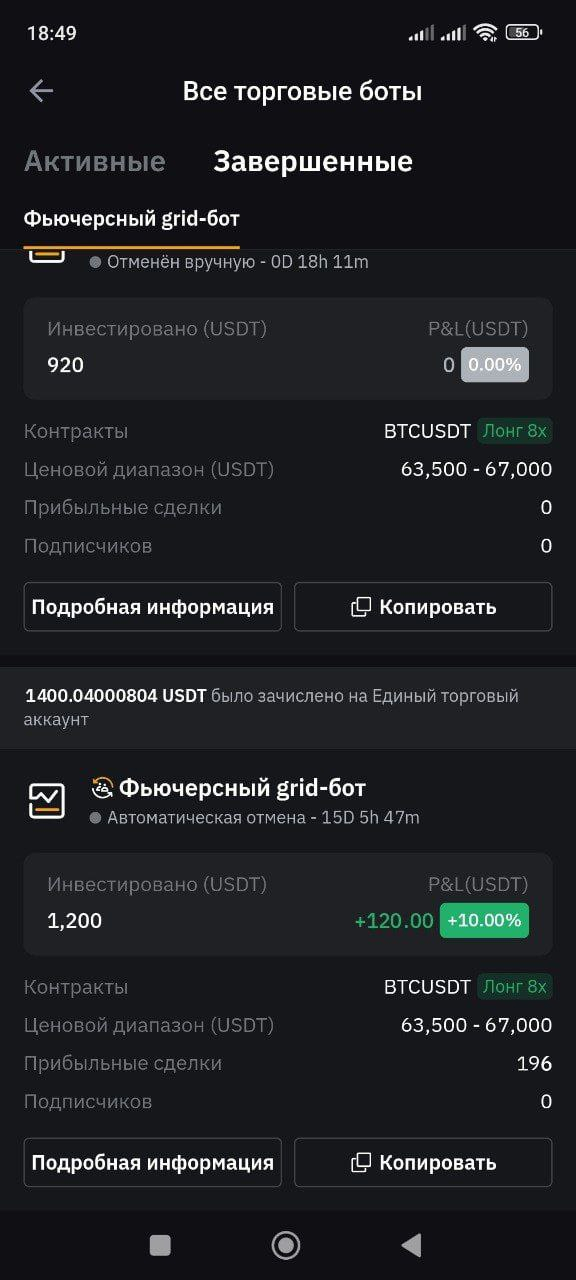 18:49
56
Все торговые боты
Активные Завершенные
Фьючерсный grid-бот
Отменён вручную - 0D 18h 11m
Инвестировано (USDT) P&L(USDT)
920 0 0.00%
Контракты BTCUSDT Лонг 8x
Ценовой диапазон (USDT) 63,500 - 67,000
Прибыльные сделки 0
Подписчиков 0
Подробная информация Копировать
1400.04000804 USDT было зачислено на Единый торговый
аккаунт
Фьючерсный grid-бот
Автоматическая отмена - 15D 5h 47m
Инвестировано (USDT) P&L(USDT)
1,200 +120.00 +10.00%
Контракты BTCUSDT Лонг 8x
Ценовой диапазон (USDT) 63,500 - 67,000
Прибыльные сделки 196
Подписчиков 0
Подробная информация Копировать